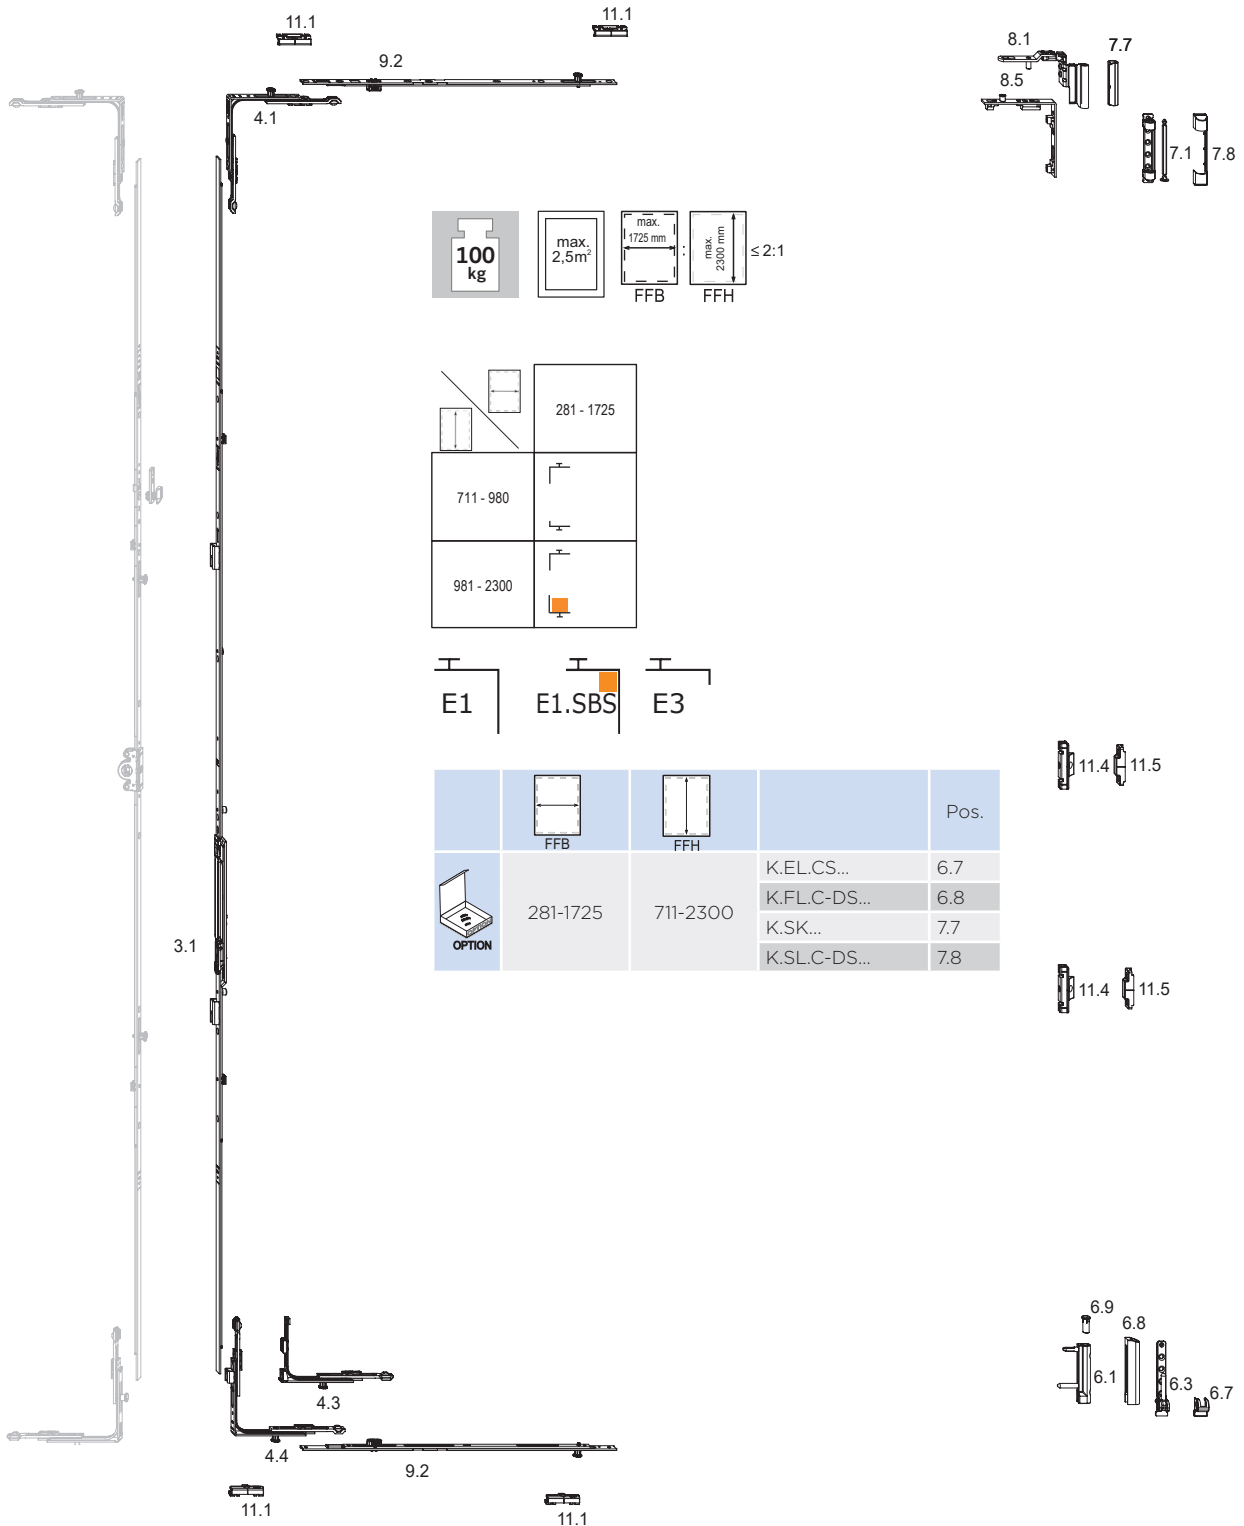 11.1
11.1
9.2
4.1
8.1
7.7
8.5
7.1
7.8
100
kg
max.
2,5m²
max.
1725 mm
FFB
:
max.
2300 mm
FFH
≤ 2:1
281 - 1725
711 - 980
981 - 2300
E1
E1.SBS
E3
11.4
11.5
FFB
FFH
Pos.
OPTION
281-1725
711-2300
K.EL.CS...
6.7
K.FL.C-DS...
6.8
K.SK...
7.7
K.SL.C-DS...
7.8
3.1
11.4
11.5
6.9
6.8
6.1
6.3
6.7
4.3
4.4
9.2
11.1
11.1